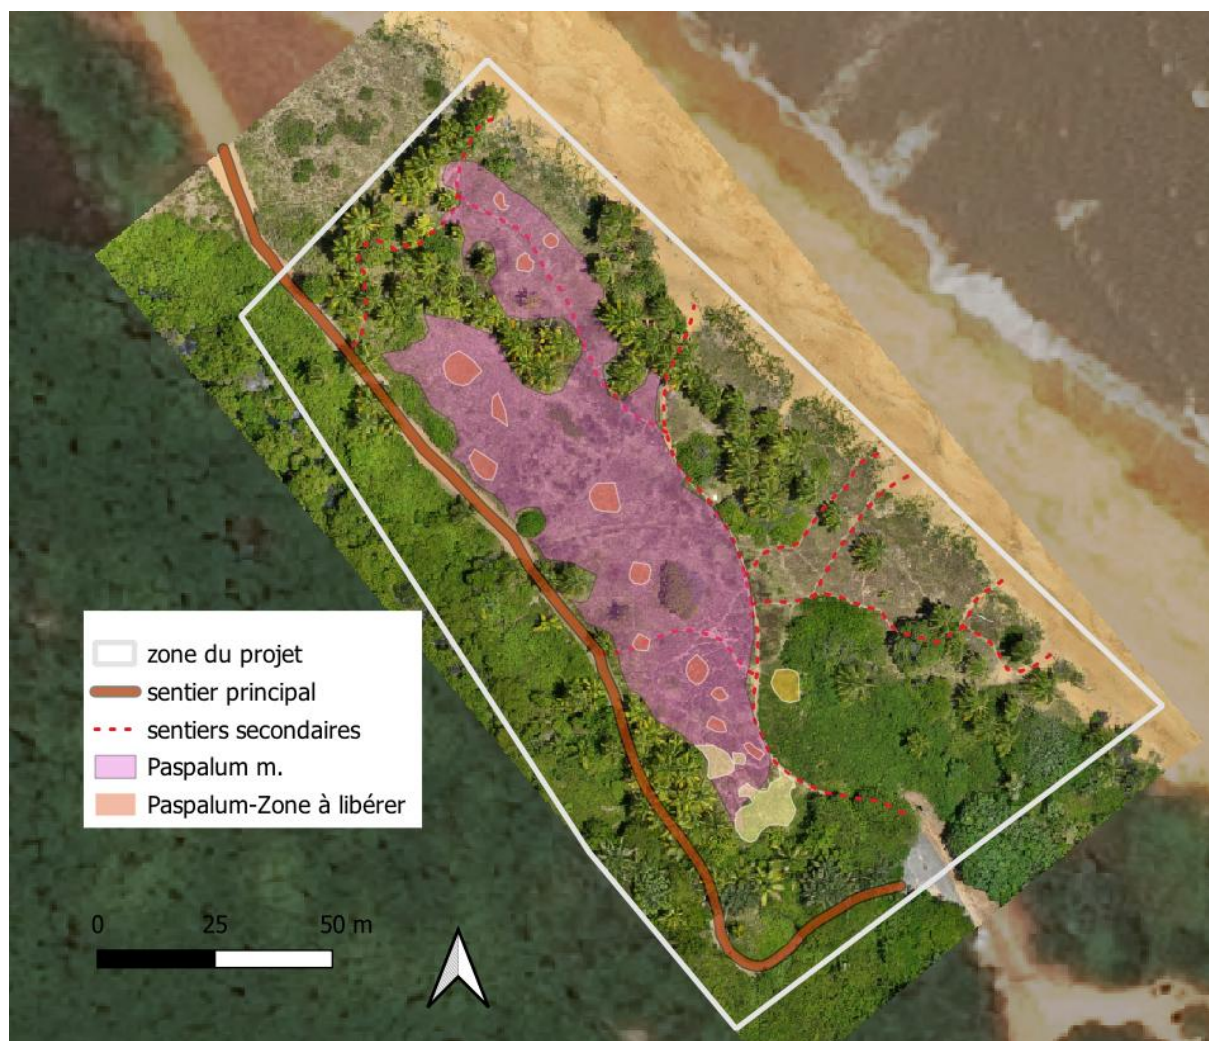 zone du projet
sentier principal
sentiers secondaires
Paspalum m.
Paspalum-Zone à libérer
0 25 50 m